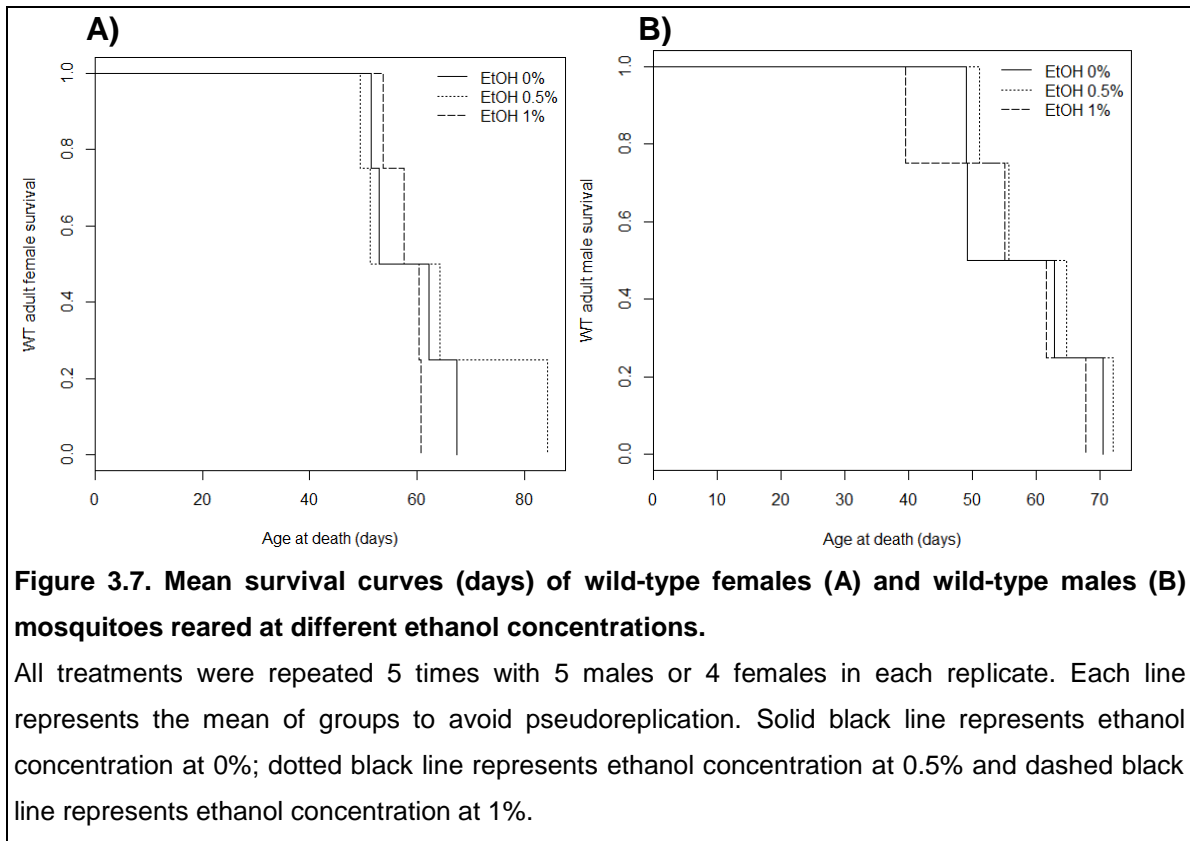 A)
WT adult female survival
1.0
0.8
0.6
0.4
0.2
0.0
EtOH 0%
EtOH 0.5%
EtOH 1%
0 20 40 60 80
Age at death (days)
B)
WT adult male survival
1.0
0.8
0.6
0.4
0.2
0.0
EtOH 0%
EtOH 0.5%
EtOH 1%
0 10 20 30 40 50 60 70
Age at death (days)
Figure 3.7. Mean survival curves (days) of wild-type females (A) and wild-type males (B)
mosquitoes reared at different ethanol concentrations.
All treatments were repeated 5 times with 5 males or 4 females in each replicate. Each line
represents the mean of groups to avoid pseudoreplication. Solid black line represents ethanol
concentration at 0%; dotted black line represents ethanol concentration at 0.5% and dashed black
line represents ethanol concentration at 1%.